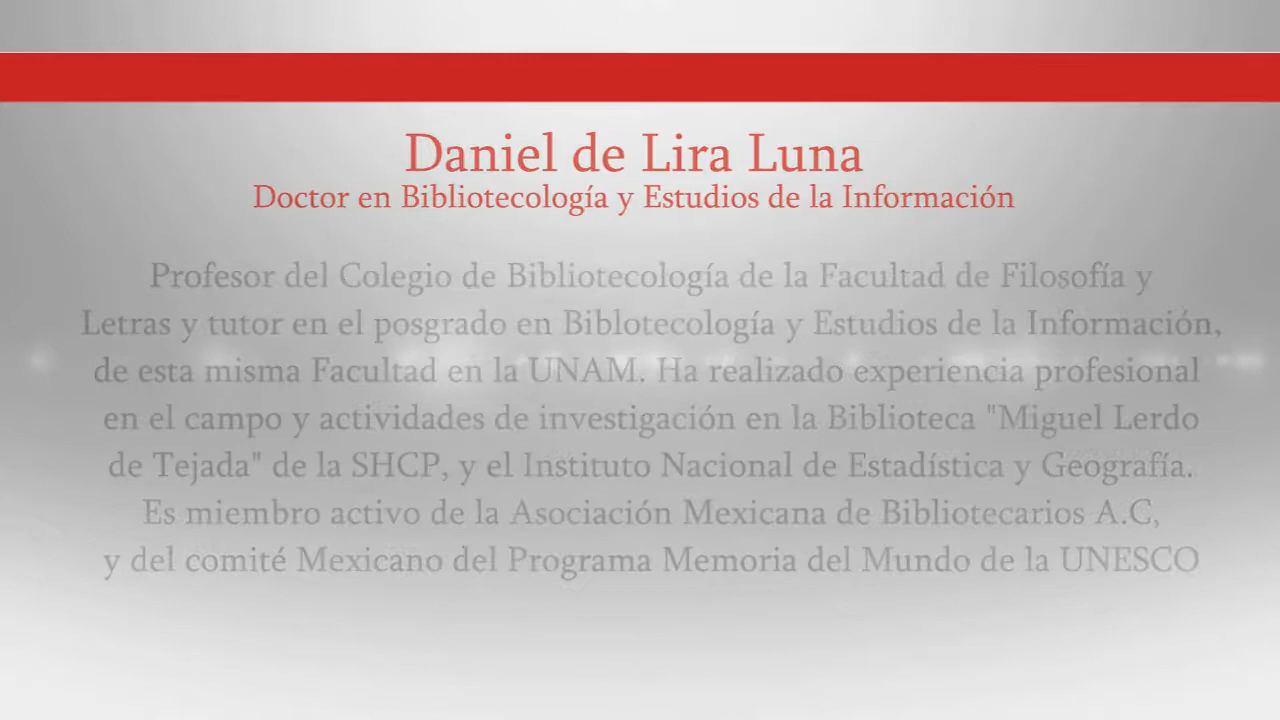 Daniel de Lira Luna
Doctor en Bibliotecología y Estudios de la Información
Profesor del Colegio de Bibliotecología de la Facultad de Filosofía y
Letras y tutor en el posgrado en Biblotecología y Estudios de la Información,
de esta misma Facultad en la UNAM. Ha realizado experiencia profesional
en el campo y actividades de investigación en la Biblioteca "Miguel Lerdo
de Tejada" de la SHCP, y el Instituto Nacional de Estadística y Geografía.
Es miembro activo de la Asociación Mexicana de Bibliotecarios A.C,
y del comité Mexicano del Programa Memoria del Mundo de la UNESCO